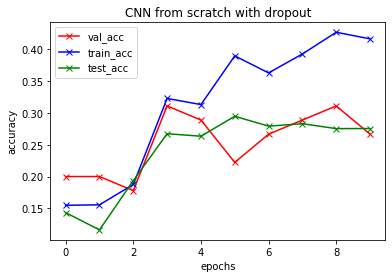 CNN from scratch with dropout
val_acc
train_acc
test_acc
accuracy
0.40
0.35
0.30
0.25
0.20
0.15
0 2 4 6 8
epochs